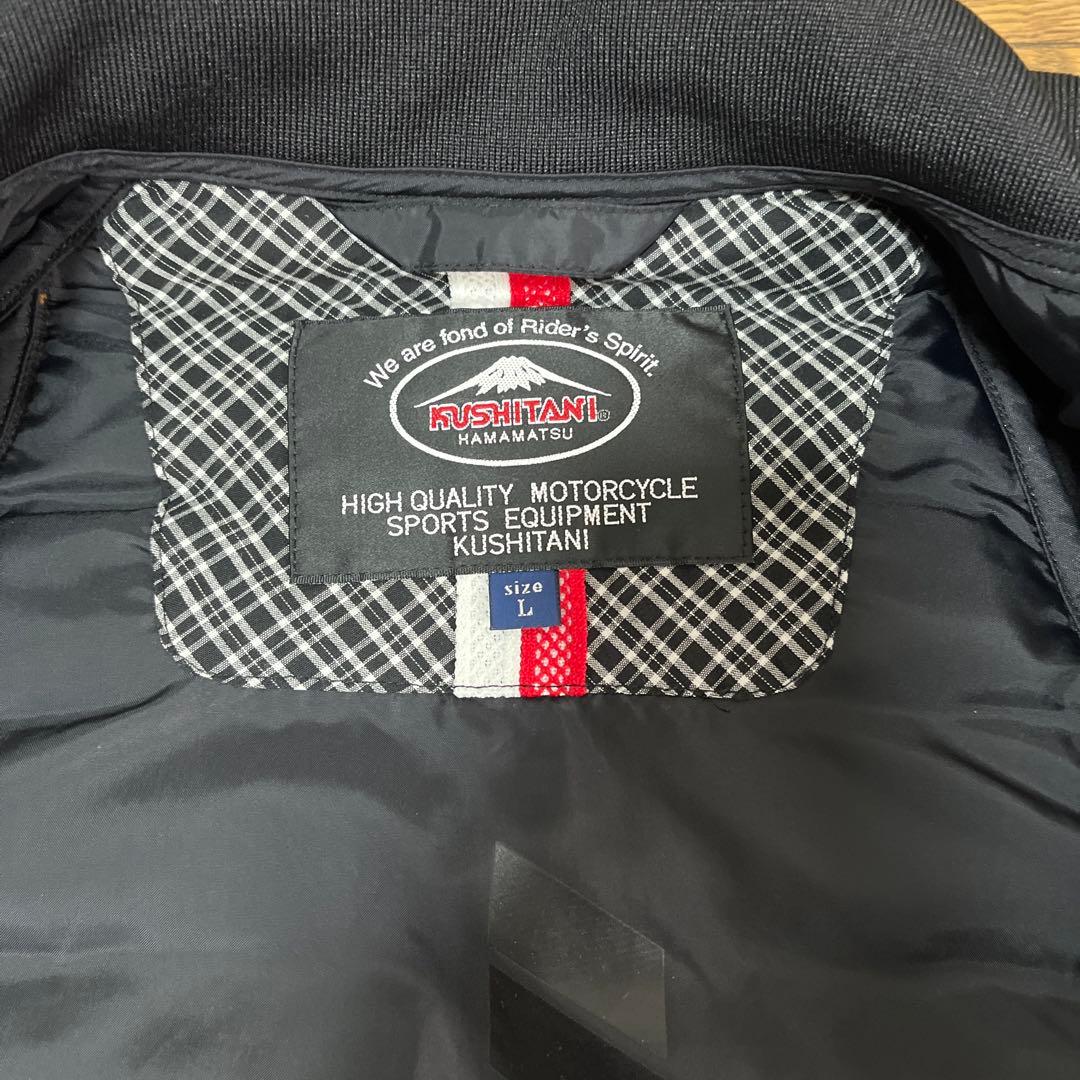 We are fond of Rider's Spirit.
KUSHITANI®
HAMAMATSU
HIGH QUALITY MOTORCYCLE
SPORTS EQUIPMENT
KUSHITANI
size
L